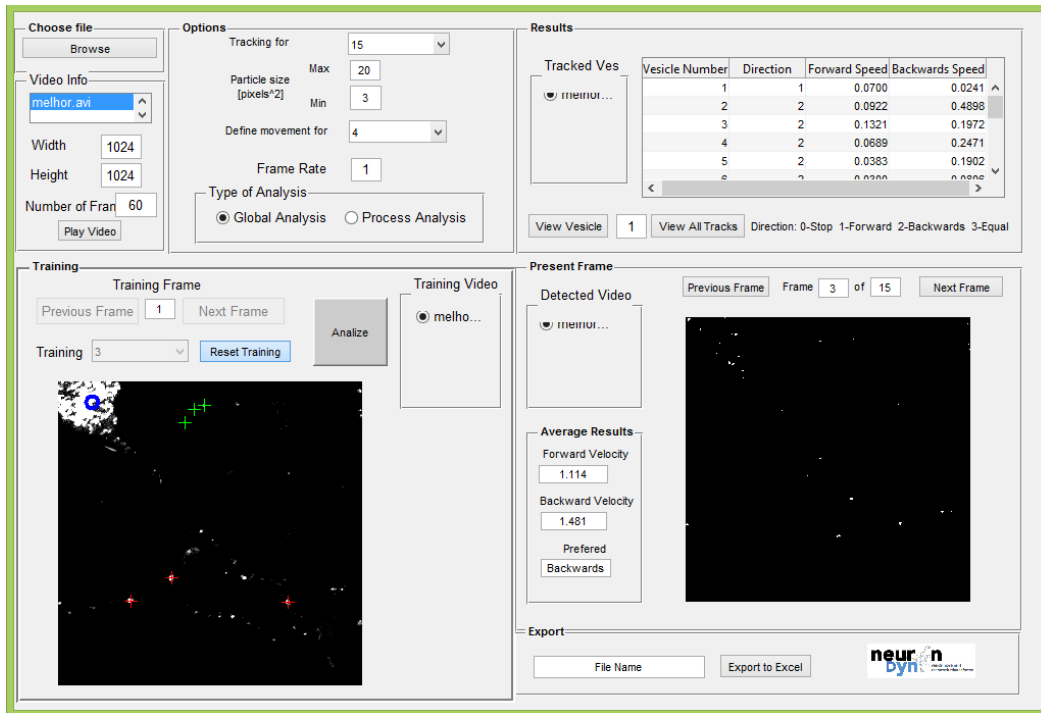 Choose file
Browse
Video Info
melhor.avi
Width 1024
Height 1024
Number of Fran 60
Play Video
Options
Tracking for 15
Particle size
[pixels^2]
Max 20
Min 3
Define movement for 4
Frame Rate 1
Type of Analysis
Global Analysis Process Analysis
Results
Tracked Ves
melhor...
Vesicle Number Direction Forward Speed Backwards Speed
1 1 0.0700 0.0241
2 2 0.0922 0.4898
3 2 0.1321 0.1972
4 2 0.0689 0.2471
5 2 0.0383 0.1902
View Vesicle 1 View All Tracks Direction: 0-Stop 1-Forward 2-Backwards 3-Equal
Training
Training Frame
Previous Frame 1 Next Frame
Training 3 Reset Training
Analize
Training Video
melho...
Present Frame
Detected Video
melhor...
Previous Frame Frame 3 of 15 Next Frame
Average Results
Forward Velocity
1.114
Backward Velocity
1.481
Prefered
Backwards
Export
File Name Export to Excel
neuron
Dyn